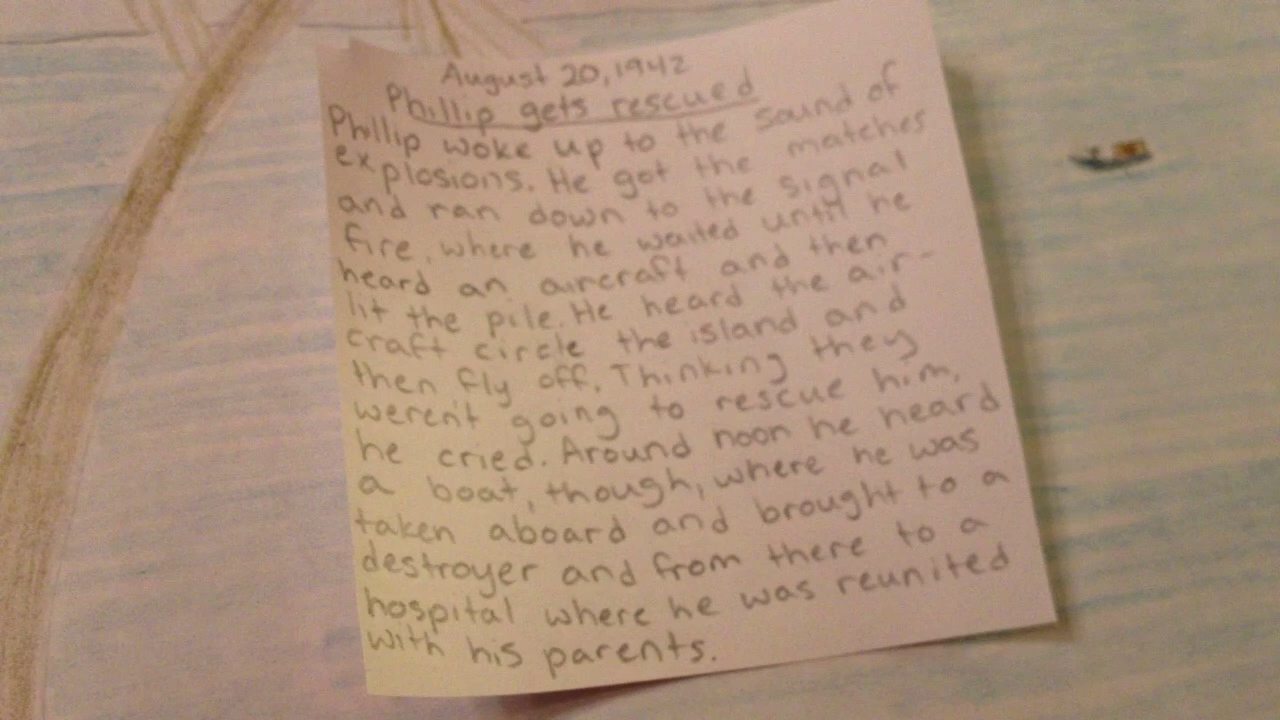 August 20, 1942
Phillip gets rescued
Phillip woke up to the sound of
explosions. He got the matches
and ran down to the signal
fire, where he waited until he
heard an aircraft and then
lit the pile. He heard the air-
craft circle the island and
then fly off. Thinking they
weren't going to rescue him,
he cried. Around noon he heard
a boat, though, where he was
taken aboard and brought to a
destroyer and from there to a
hospital where he was reunited
with his parents.